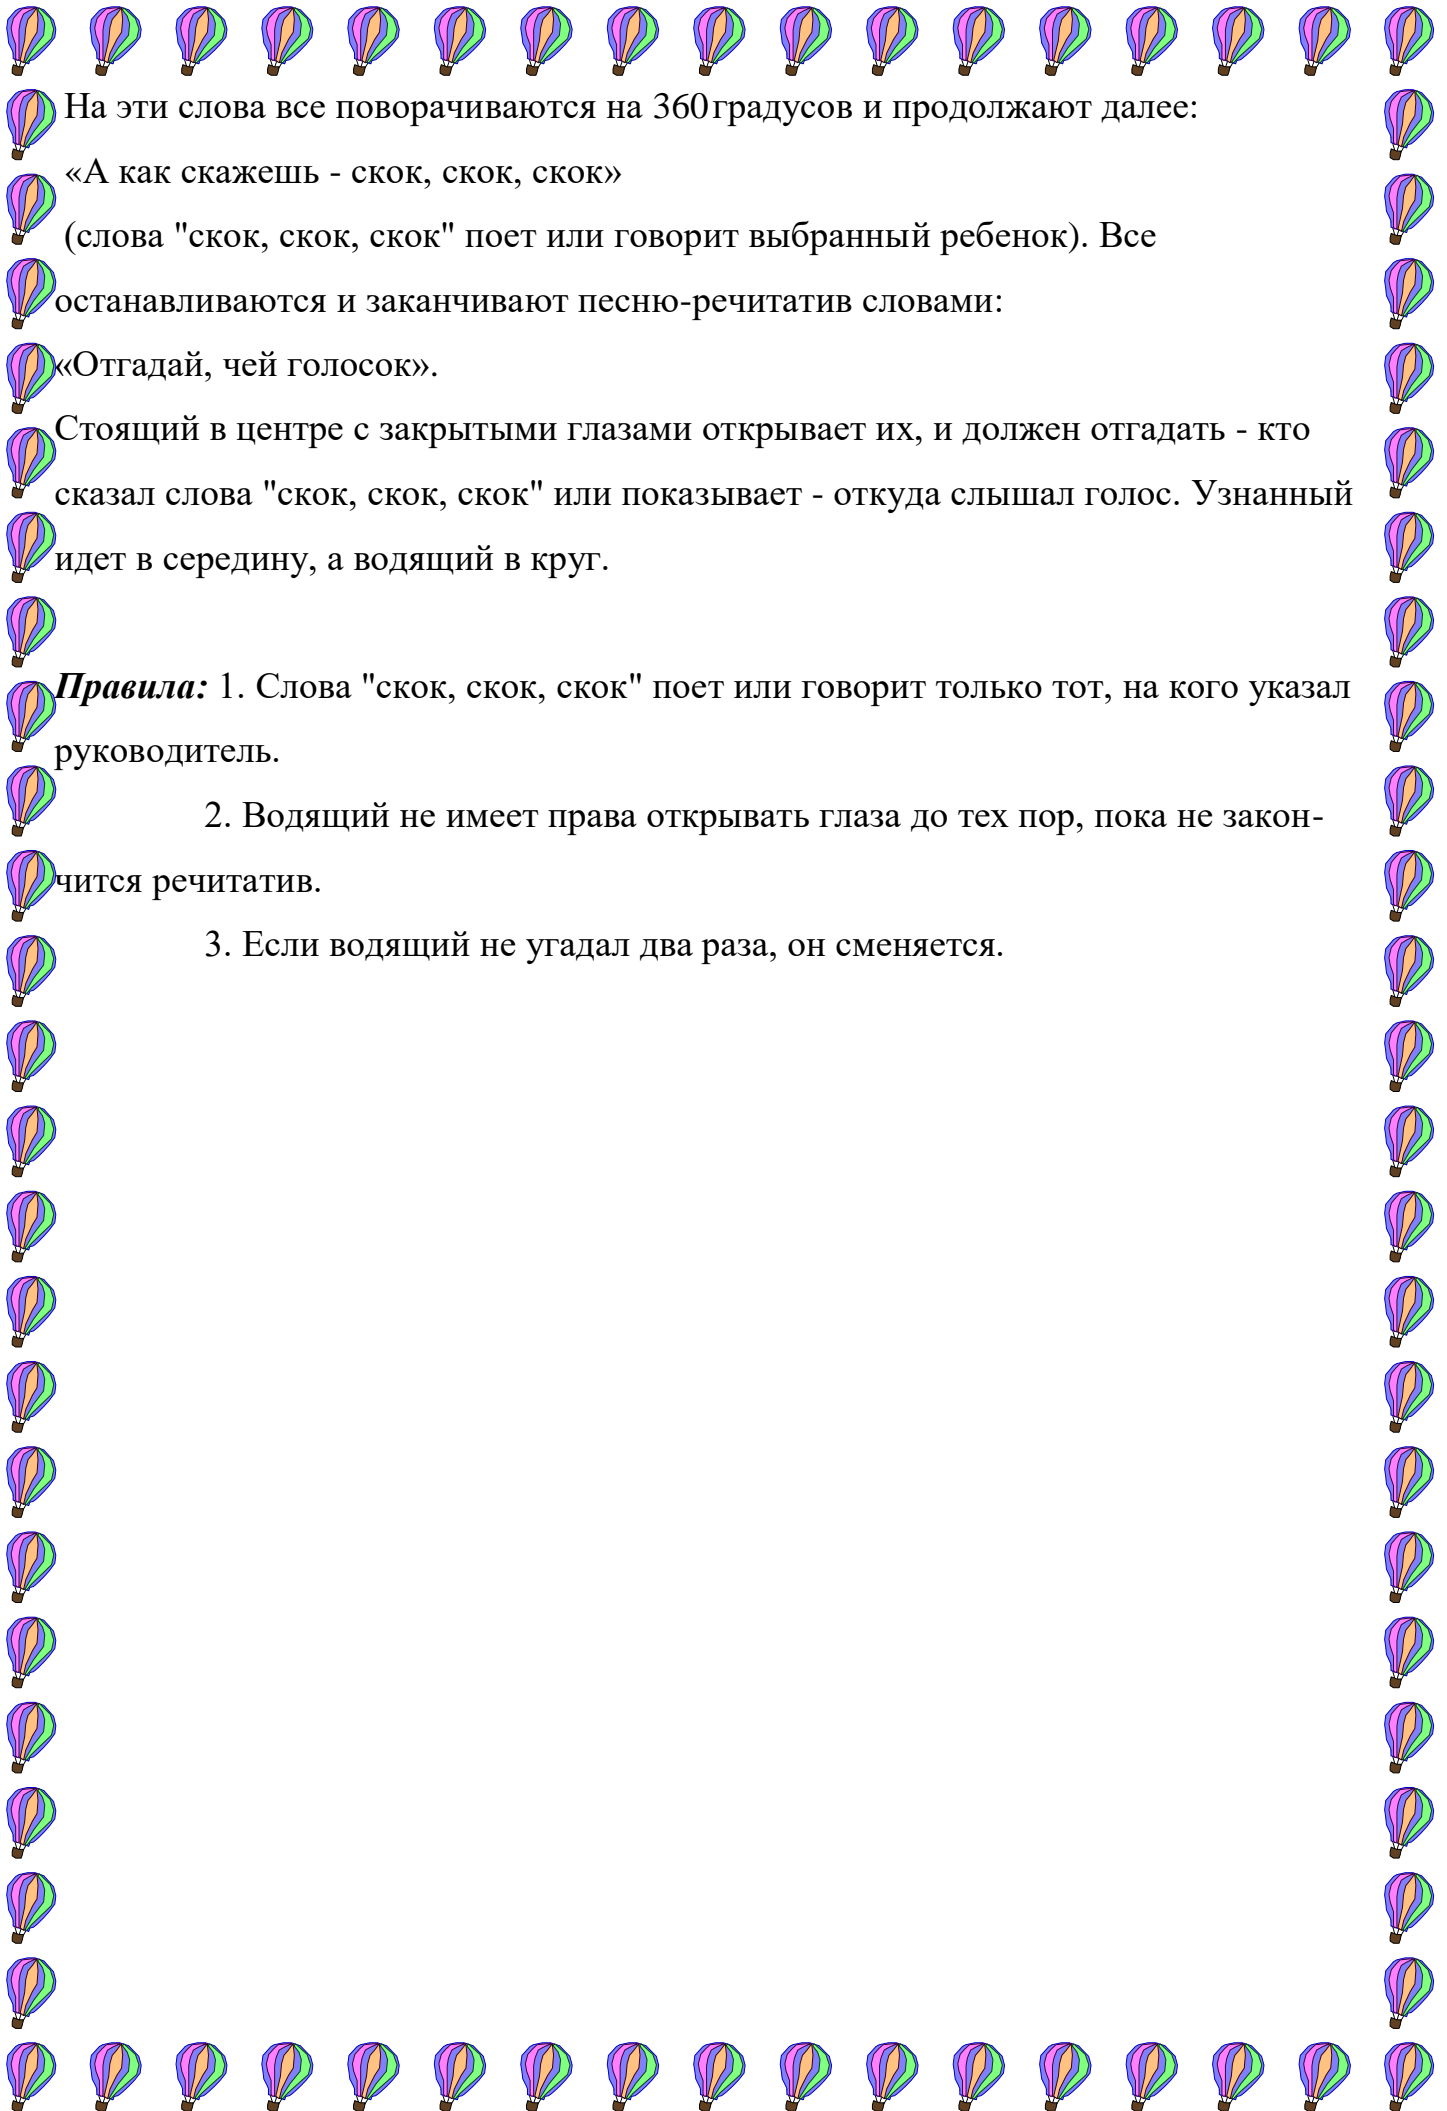 На эти слова все поворачиваются на 360 градусов и продолжают далее:
«А как скажешь - скок, скок, скок»
(слова "скок, скок, скок" поет или говорит выбранный ребенок). Все
останавливаются и заканчивают песню-речитатив словами:
«Отгадай, чей голосок».
Стоящий в центре с закрытыми глазами открывает их, и должен отгадать - кто
сказал слова "скок, скок, скок" или показывает - откуда слышал голос. Узнанный
идет в середину, а водящий в круг.
Правила: 1. Слова "скок, скок, скок" поет или говорит только тот, на кого указал
руководитель.
2. Водящий не имеет права открывать глаза до тех пор, пока не закон-
чится речитатив.
3. Если водящий не угадал два раза, он сменяется.